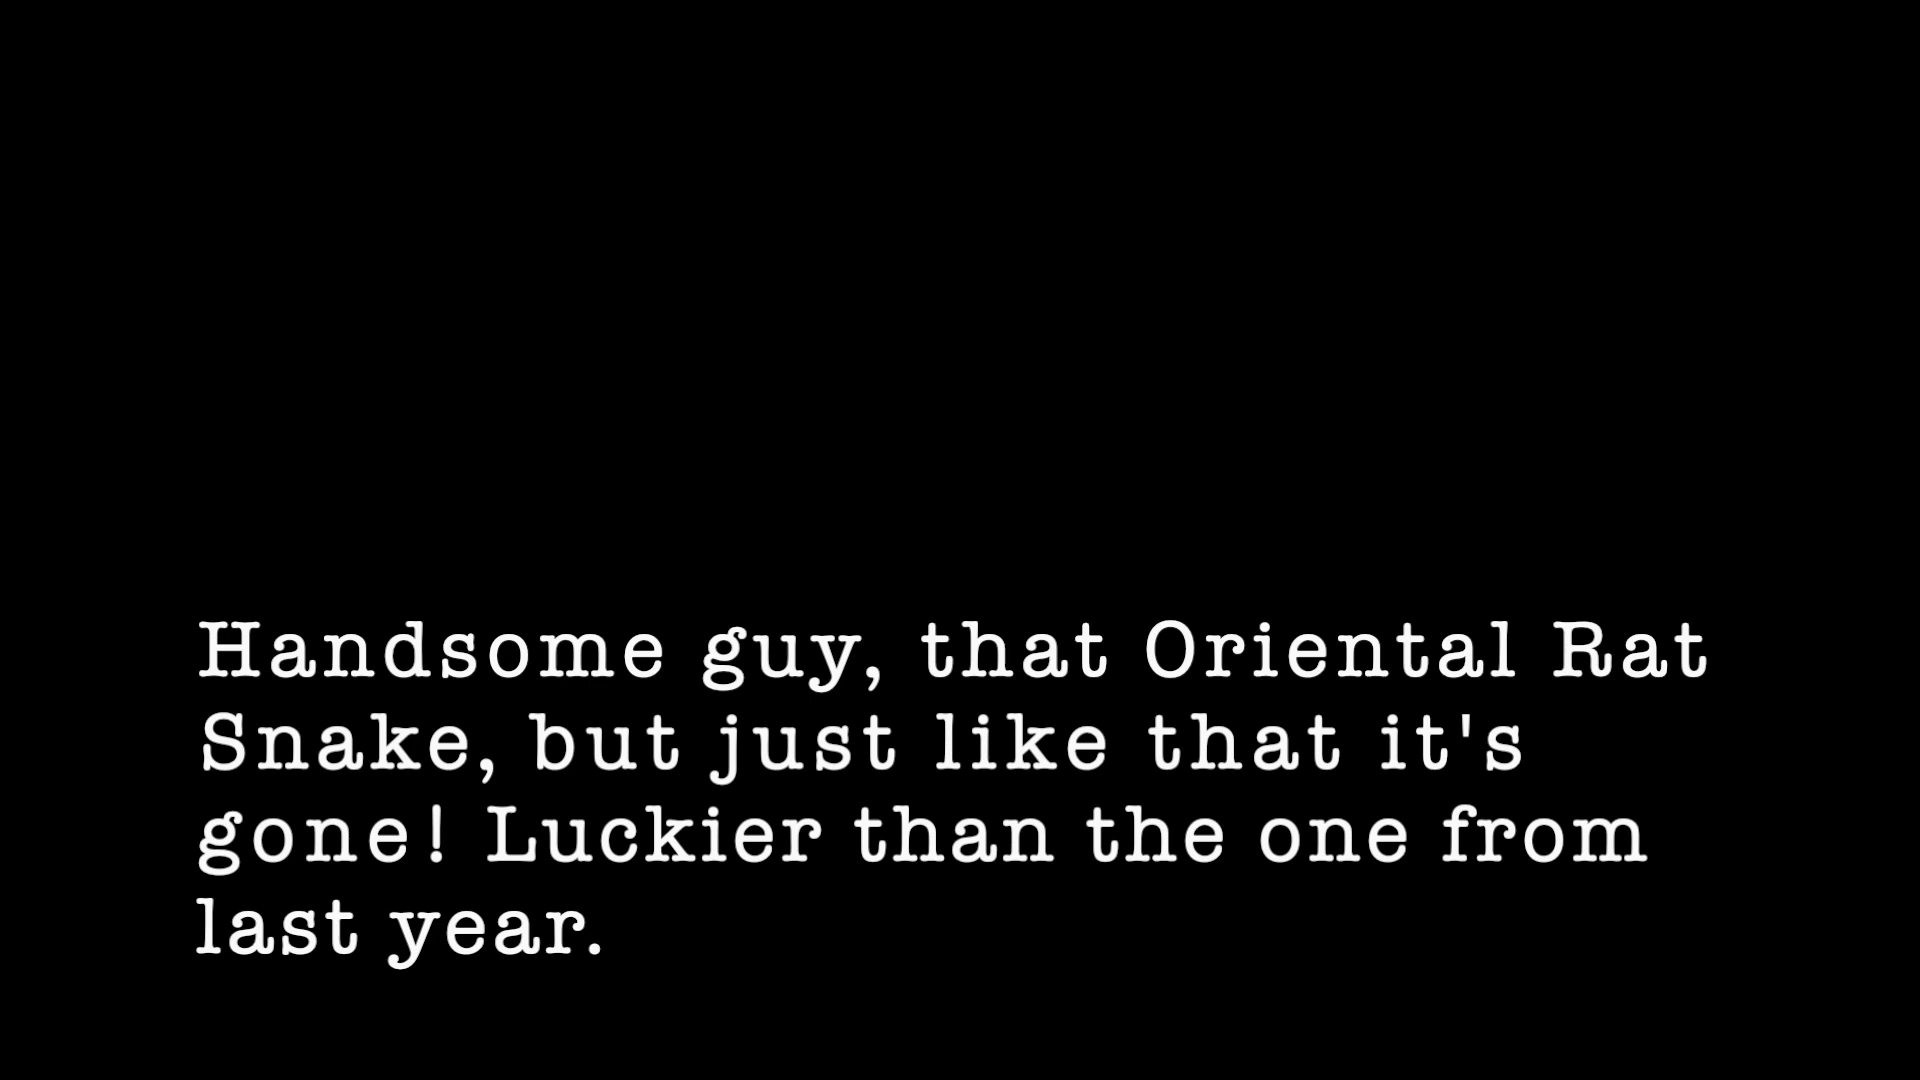 Handsome guy, that Oriental Rat
Snake, but just like that it's
gone! Luckier than the one from
last year.